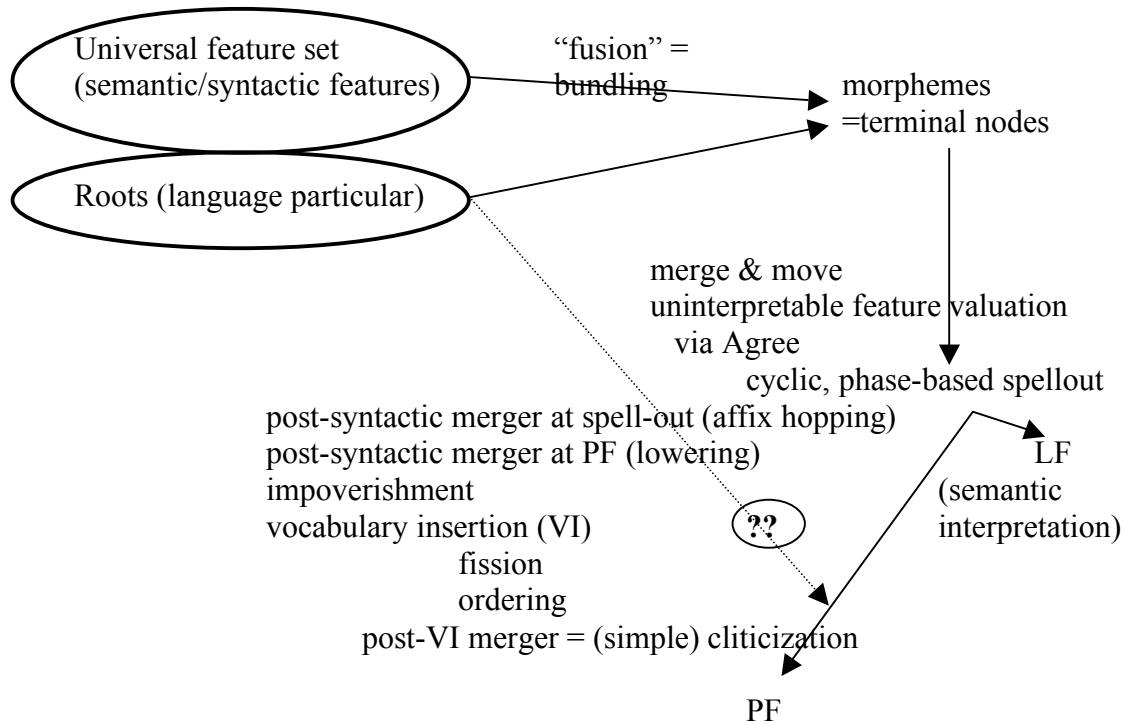 Universal feature set
(semantic/syntactic features)
“fusion” =
bundling
morphemes
=terminal nodes
Roots (language particular)
merge & move
uninterpretable feature valuation
via Agree
cyclic, phase-based spellout
post-syntactic merger at spell-out (affix hopping)
post-syntactic merger at PF (lowering)
impoverishment
vocabulary insertion (VI)
fission
ordering
post-VI merger = (simple) cliticization
??
LF
(semantic
interpretation)
PF